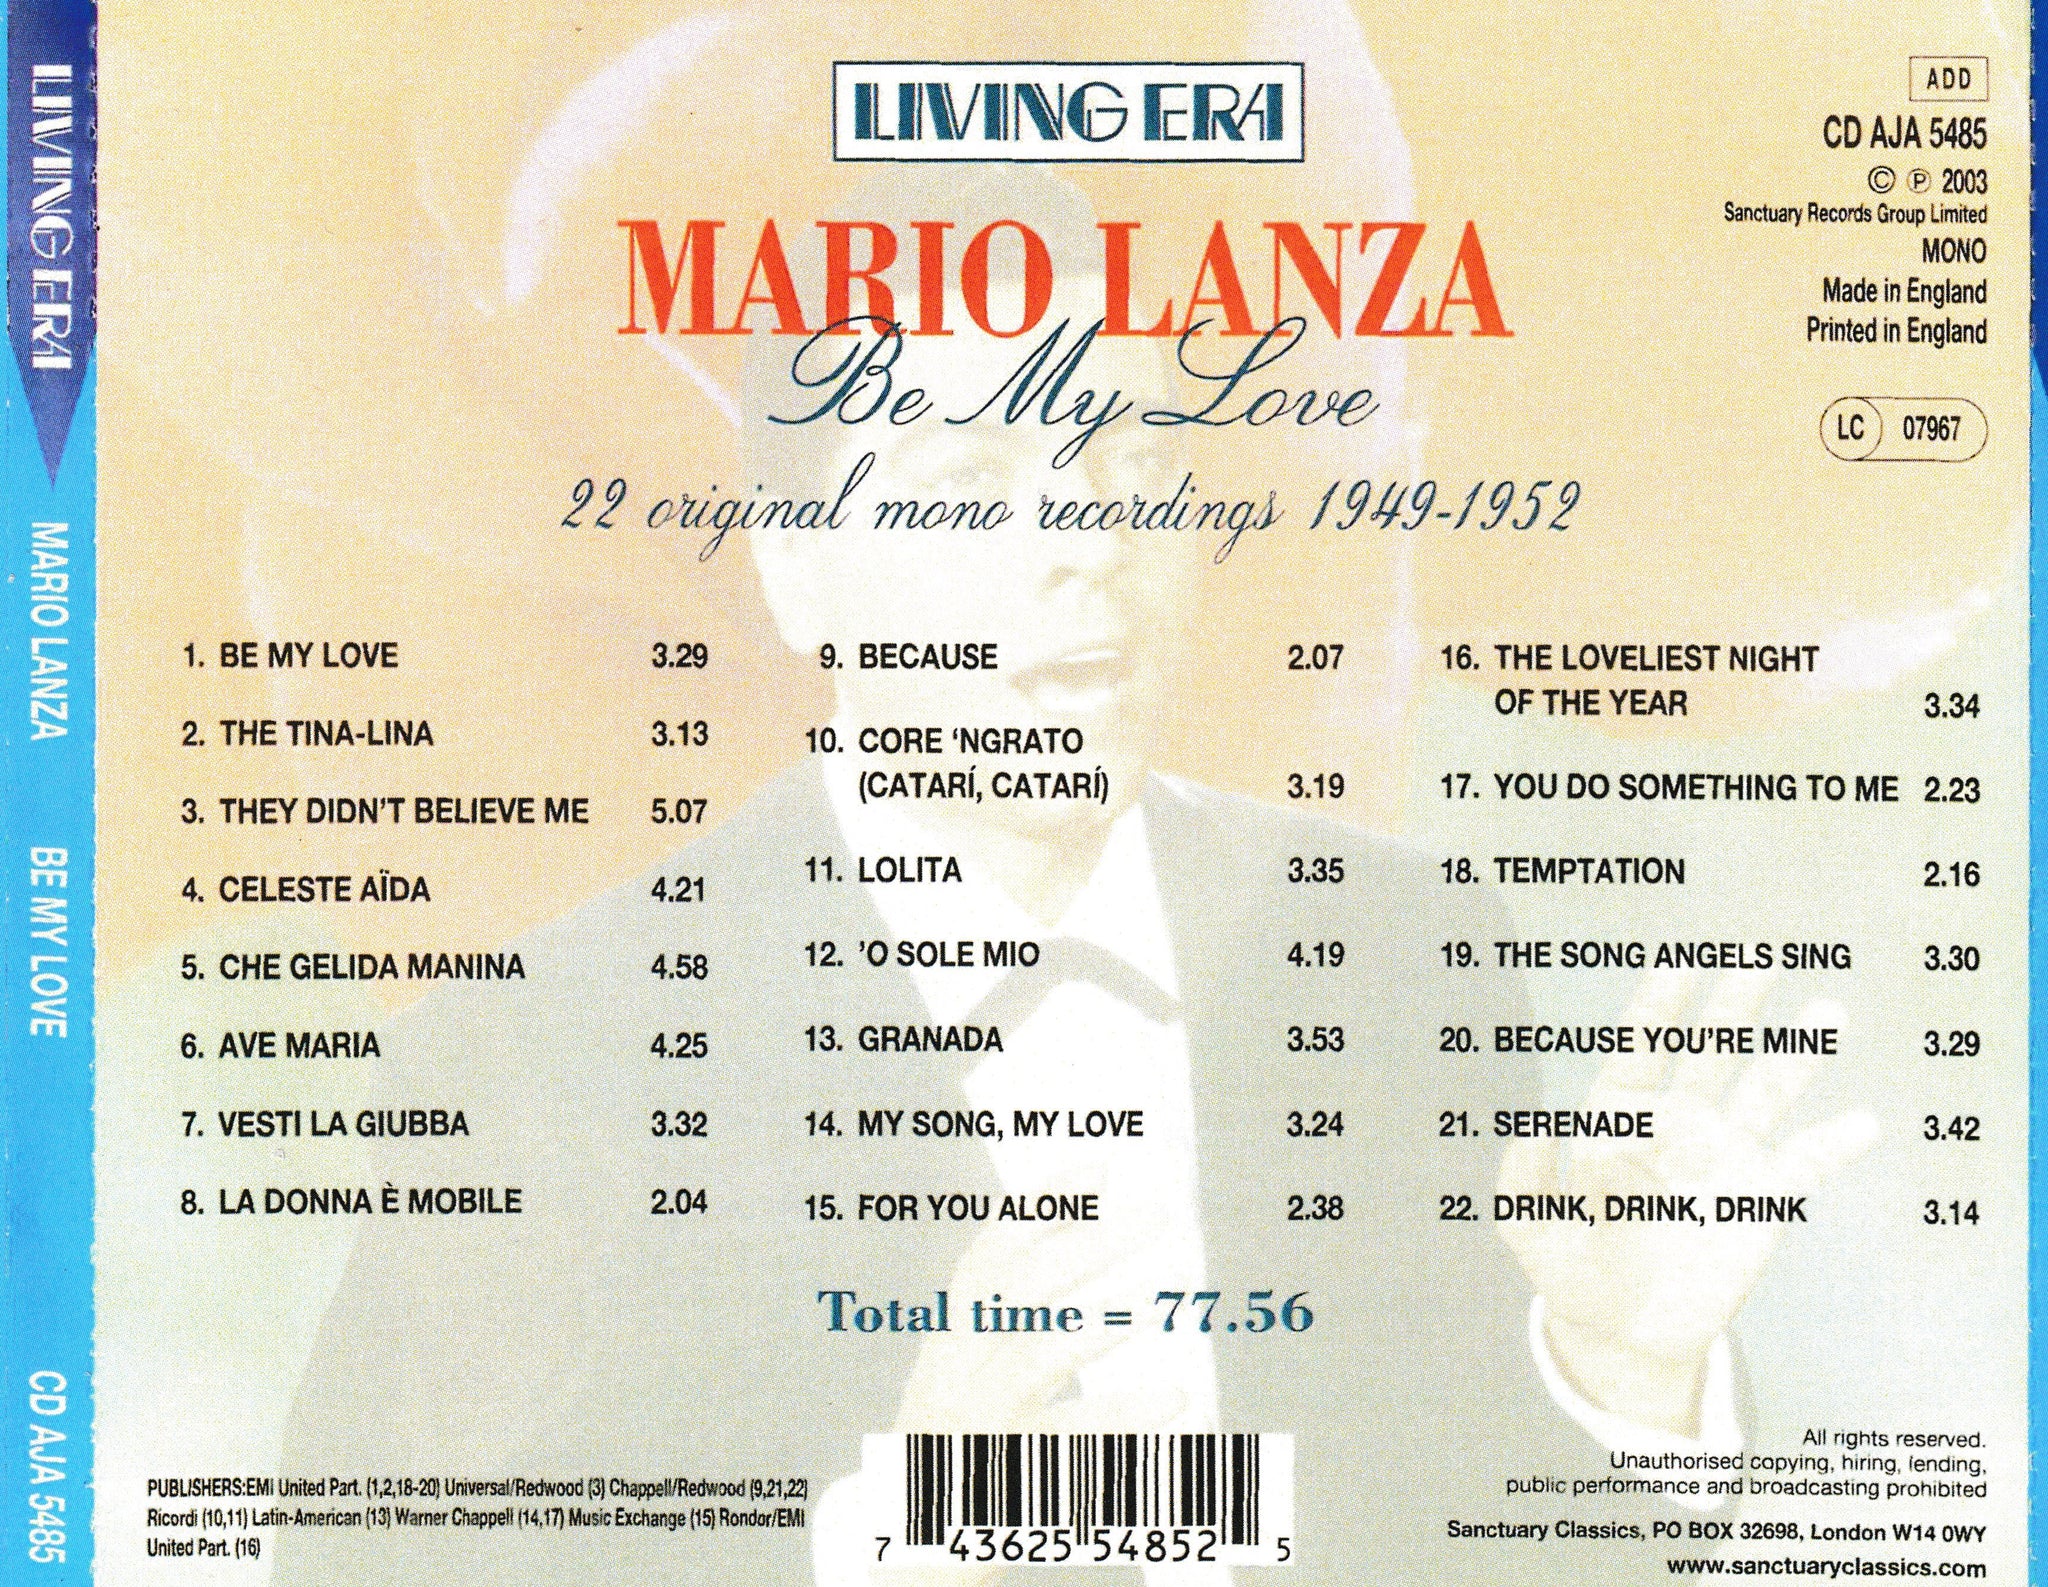 LIVING ERA
MARIO LANZA
BE MY LOVE
CD AJA 5485
LIVING ERA
ADD
CD AJA 5485
© ℗ 2003
Sanctuary Records Group Limited
MONO
Made in England
Printed in England
LC 07967
MARIO LANZA
Be My Love
22 original mono recordings 1949-1952
1. BE MY LOVE 3.29
2. THE TINA-LINA 3.13
3. THEY DIDN'T BELIEVE ME 5.07
4. CELESTE AÏDA 4.21
5. CHE GELIDA MANINA 4.58
6. AVE MARIA 4.25
7. VESTI LA GIUBBA 3.32
8. LA DONNA È MOBILE 2.04
9. BECAUSE 2.07
10. CORE 'NGRATO
(CATARÍ, CATARÍ) 3.19
11. LOLITA 3.35
12. 'O SOLE MIO 4.19
13. GRANADA 3.53
14. MY SONG, MY LOVE 3.24
15. FOR YOU ALONE 2.38
16. THE LOVELIEST NIGHT
OF THE YEAR 3.34
17. YOU DO SOMETHING TO ME 2.23
18. TEMPTATION 2.16
19. THE SONG ANGELS SING 3.30
20. BECAUSE YOU'RE MINE 3.29
21. SERENADE 3.42
22. DRINK, DRINK, DRINK 3.14
Total time = 77.56
PUBLISHERS:EMI United Part. (1,2,18-20) Universal/Redwood (3) Chappell/Redwood (9,21,22)
Ricordi (10,11) Latin-American (13) Warner Chappell (14,17) Music Exchange (15) Rondor/EMI
United Part. (16)
7 43625 54852 5
All rights reserved.
Unauthorised copying, hiring, lending,
public performance and broadcasting prohibited
Sanctuary Classics, PO BOX 32698, London W14 0WY
www.sanctuaryclassics.com